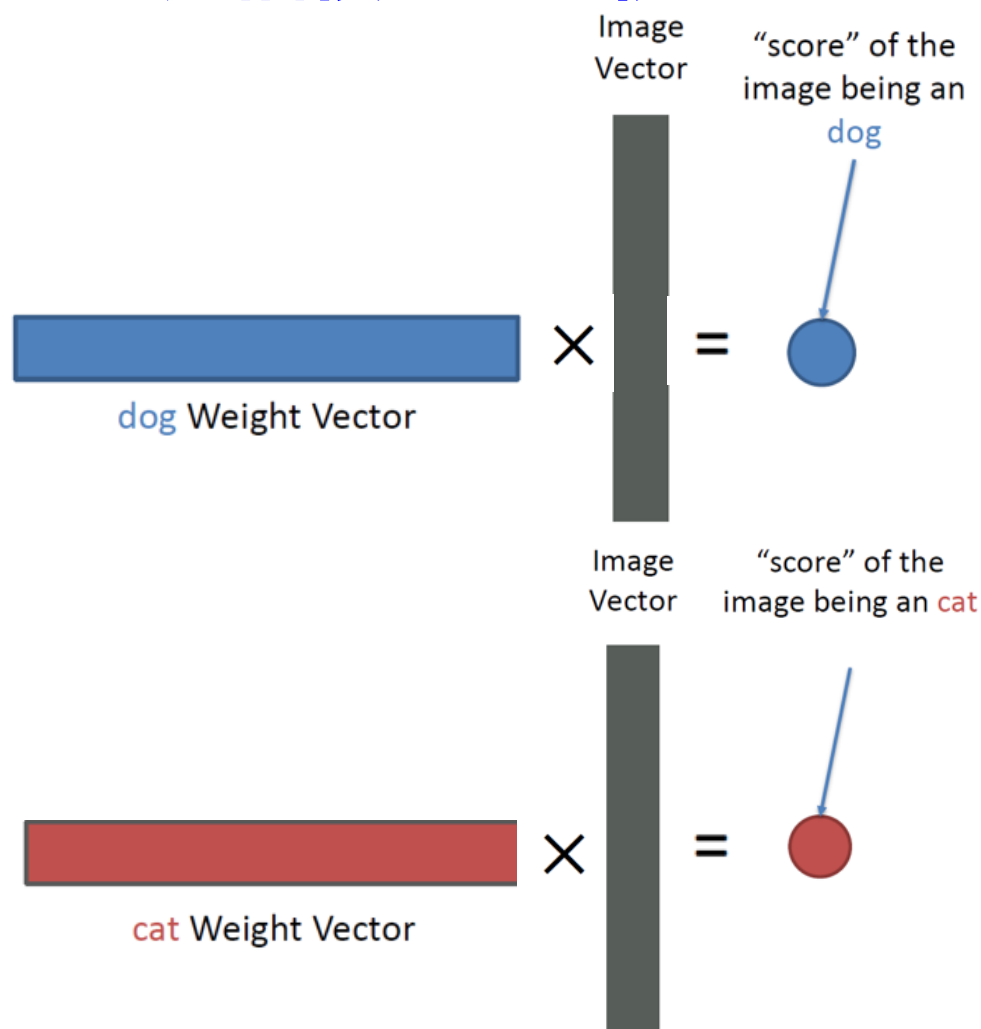 Image
Vector
“score” of the
image being an
dog
×
=
dog Weight Vector
Image
Vector
“score” of the
image being an cat
×
=
cat Weight Vector